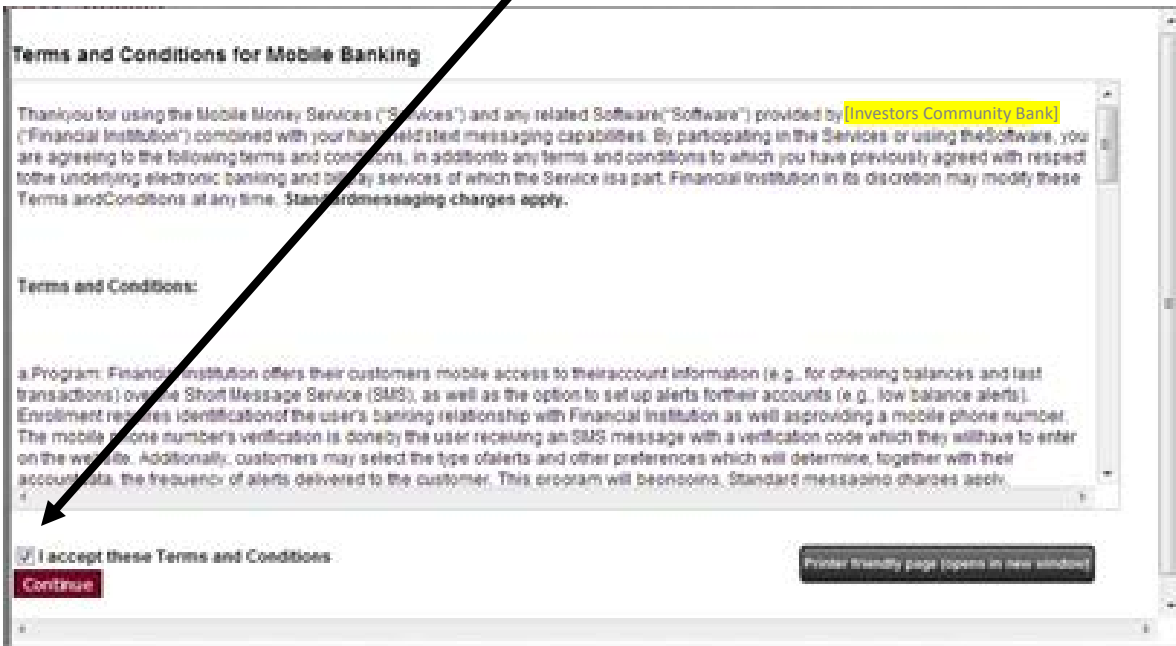 Terms and Conditions for Mobile Banking
Thankyou for using the Mobile Money Services ("Services") and any related Software("Software") provided by [Investors Community Bank]
("Financial Institution") combined with your handheld'stext messaging capabilities. By participating in the Services or using theSoftware, you
are agreeing to the following terms and conditions, in additionto any terms and conditions to which you have previously agreed with respect
tothe underlying electronic banking and billpay services of which the Service isa part. Financial Institution in its discretion may modify these
Terms andConditions at any time. Standardmessaging charges apply.
Terms and Conditions:
a.Program: Financial Institution offers their customers mobile access to theiraccount information (e.g., for checking balances and last
transactions) over the Short Message Service (SMS), as well as the option to set up alerts fortheir accounts (e.g., low balance alerts).
Enrollment requires identificationof the user's banking relationship with Financial Institution as well asproviding a mobile phone number.
The mobile phone number's verification is doneby the user receiving an SMS message with a verification code which they willhave to enter
on the website. Additionally, customers may select the type ofalerts and other preferences which will determine, together with their
account data, the frequency of alerts delivered to the customer. This program will beongoing. Standard messaging charges apply.
I accept these Terms and Conditions
Printer friendly page (opens in new window)
Continue